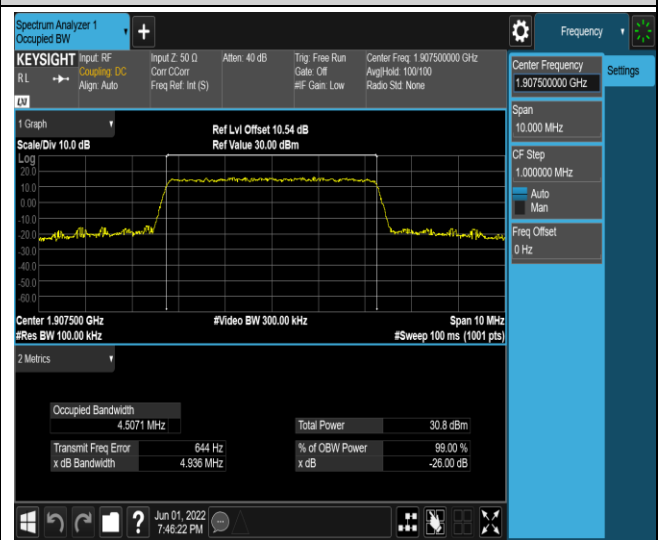 Spectrum Analyzer 1
Occupied BW
Frequency
KEYSIGHT
RL
LXI
Input: RF
Coupling: DC
Align: Auto
Input Z: 50 Ω
Corr CCorr
Freq Ref: Int (S)
Atten: 40 dB
Trig: Free Run
Gate: Off
#IF Gain: Low
Center Freq: 1.907500000 GHz
Avg|Hold: 100/100
Radio Std: None
Center Frequency
1.907500000 GHz
Settings
Span
10.000 MHz
CF Step
1.000000 MHz
Auto
Man
Freq Offset
0 Hz
1 Graph
Scale/Div 10.0 dB
Ref Lvl Offset 10.54 dB
Ref Value 30.00 dBm
Log
20.0
10.0
0.00
-10.0
-20.0
-30.0
-40.0
-50.0
-60.0
Center 1.907500 GHz
#Video BW 300.00 kHz
Span 10 MHz
#Res BW 100.00 kHz
#Sweep 100 ms (1001 pts)
2 Metrics
Occupied Bandwidth
4.5071 MHz
Total Power 30.8 dBm
Transmit Freq Error 644 Hz
% of OBW Power 99.00 %
x dB Bandwidth 4.936 MHz
x dB -26.00 dB
?
Jun 01, 2022
7:46:22 PM